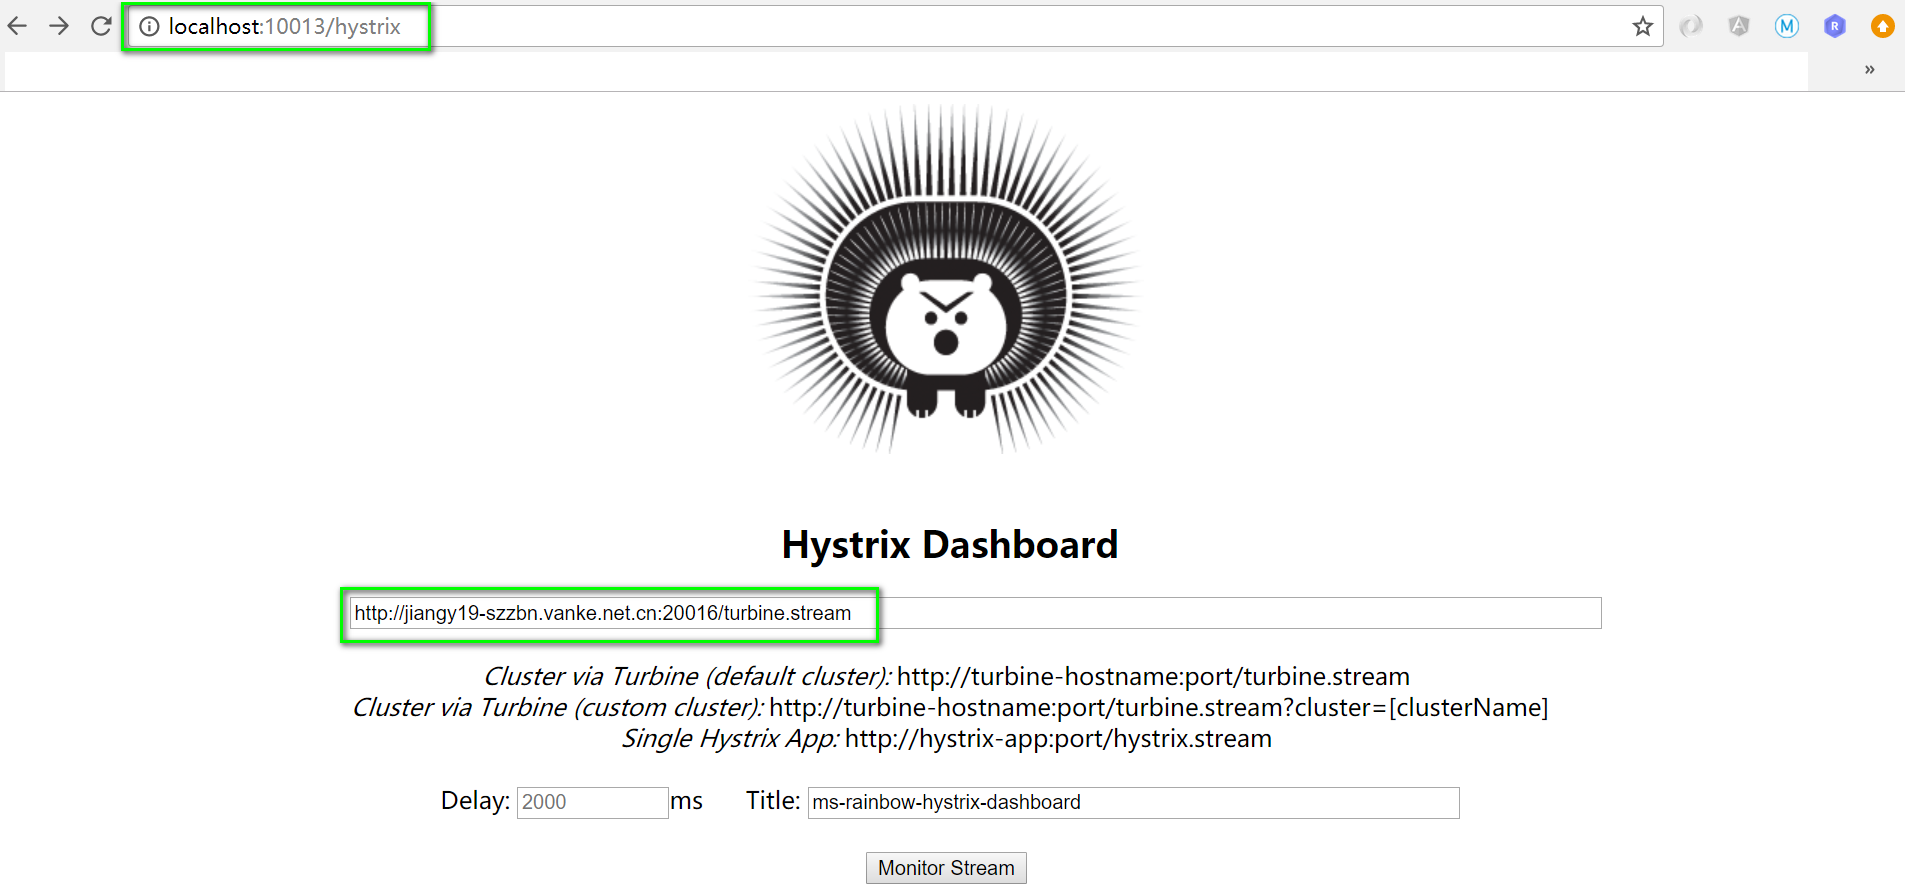 localhost:10013/hystrix
M
R
»
Hystrix Dashboard
http://jiangy19-szzbn.vanke.net.cn:20016/turbine.stream
Cluster via Turbine (default cluster): http://turbine-hostname:port/turbine.stream
Cluster via Turbine (custom cluster): http://turbine-hostname:port/turbine.stream?cluster=[clusterName]
Single Hystrix App: http://hystrix-app:port/hystrix.stream
Delay: 2000 ms Title: ms-rainbow-hystrix-dashboard
Monitor Stream